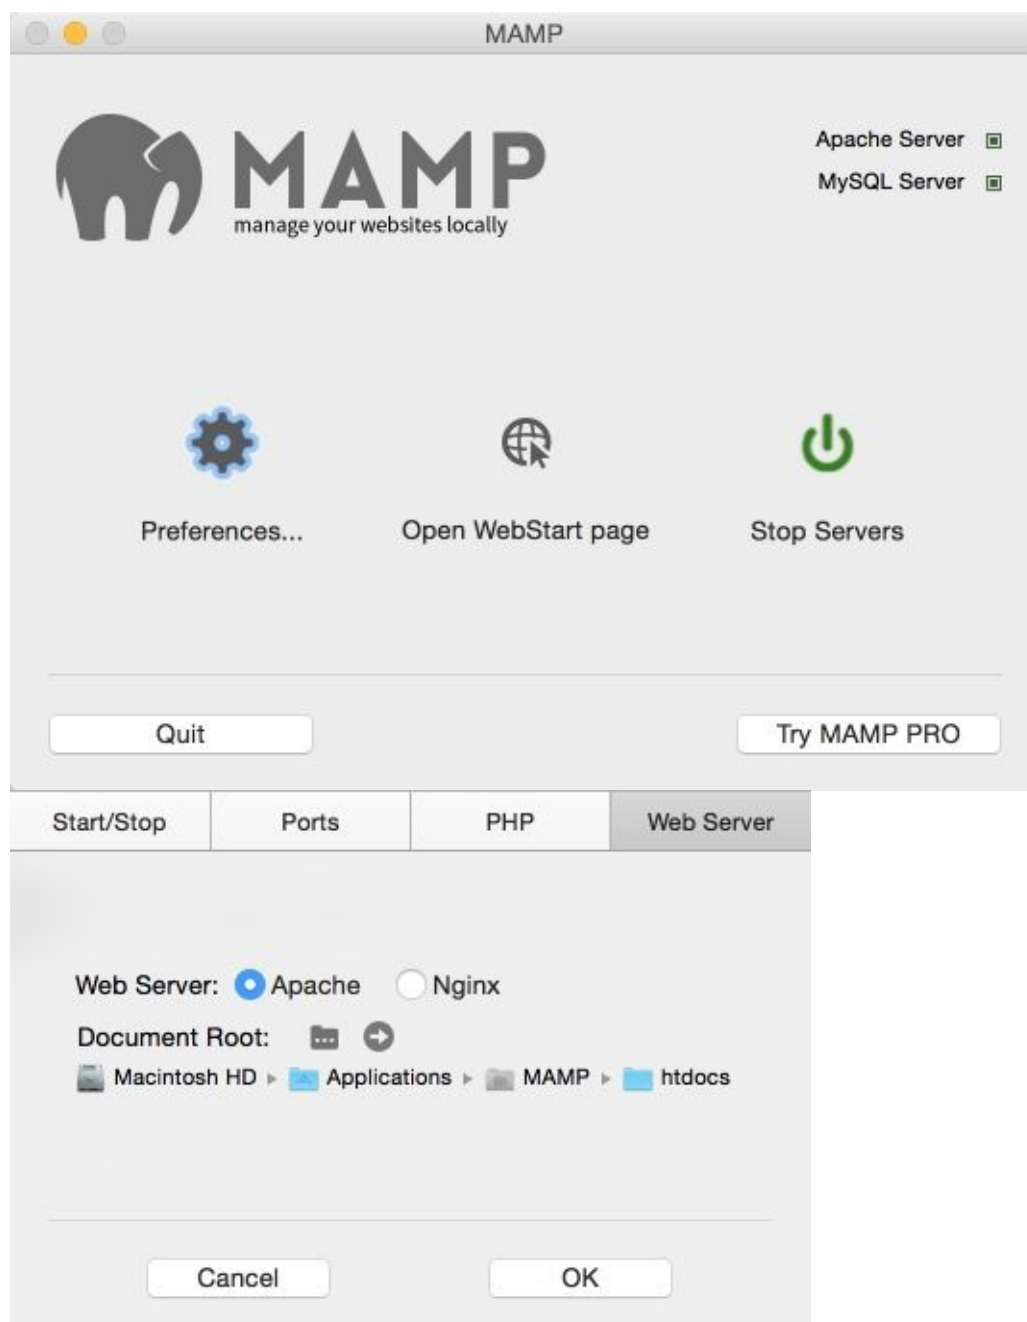 MAMP
MAMP
manage your websites locally
Apache Server
MySQL Server
Preferences...
Open WebStart page
Stop Servers
Quit
Try MAMP PRO
Start/Stop
Ports
PHP
Web Server
Web Server: Apache Nginx
Document Root:
Macintosh HD Applications MAMP htdocs
Cancel
OK